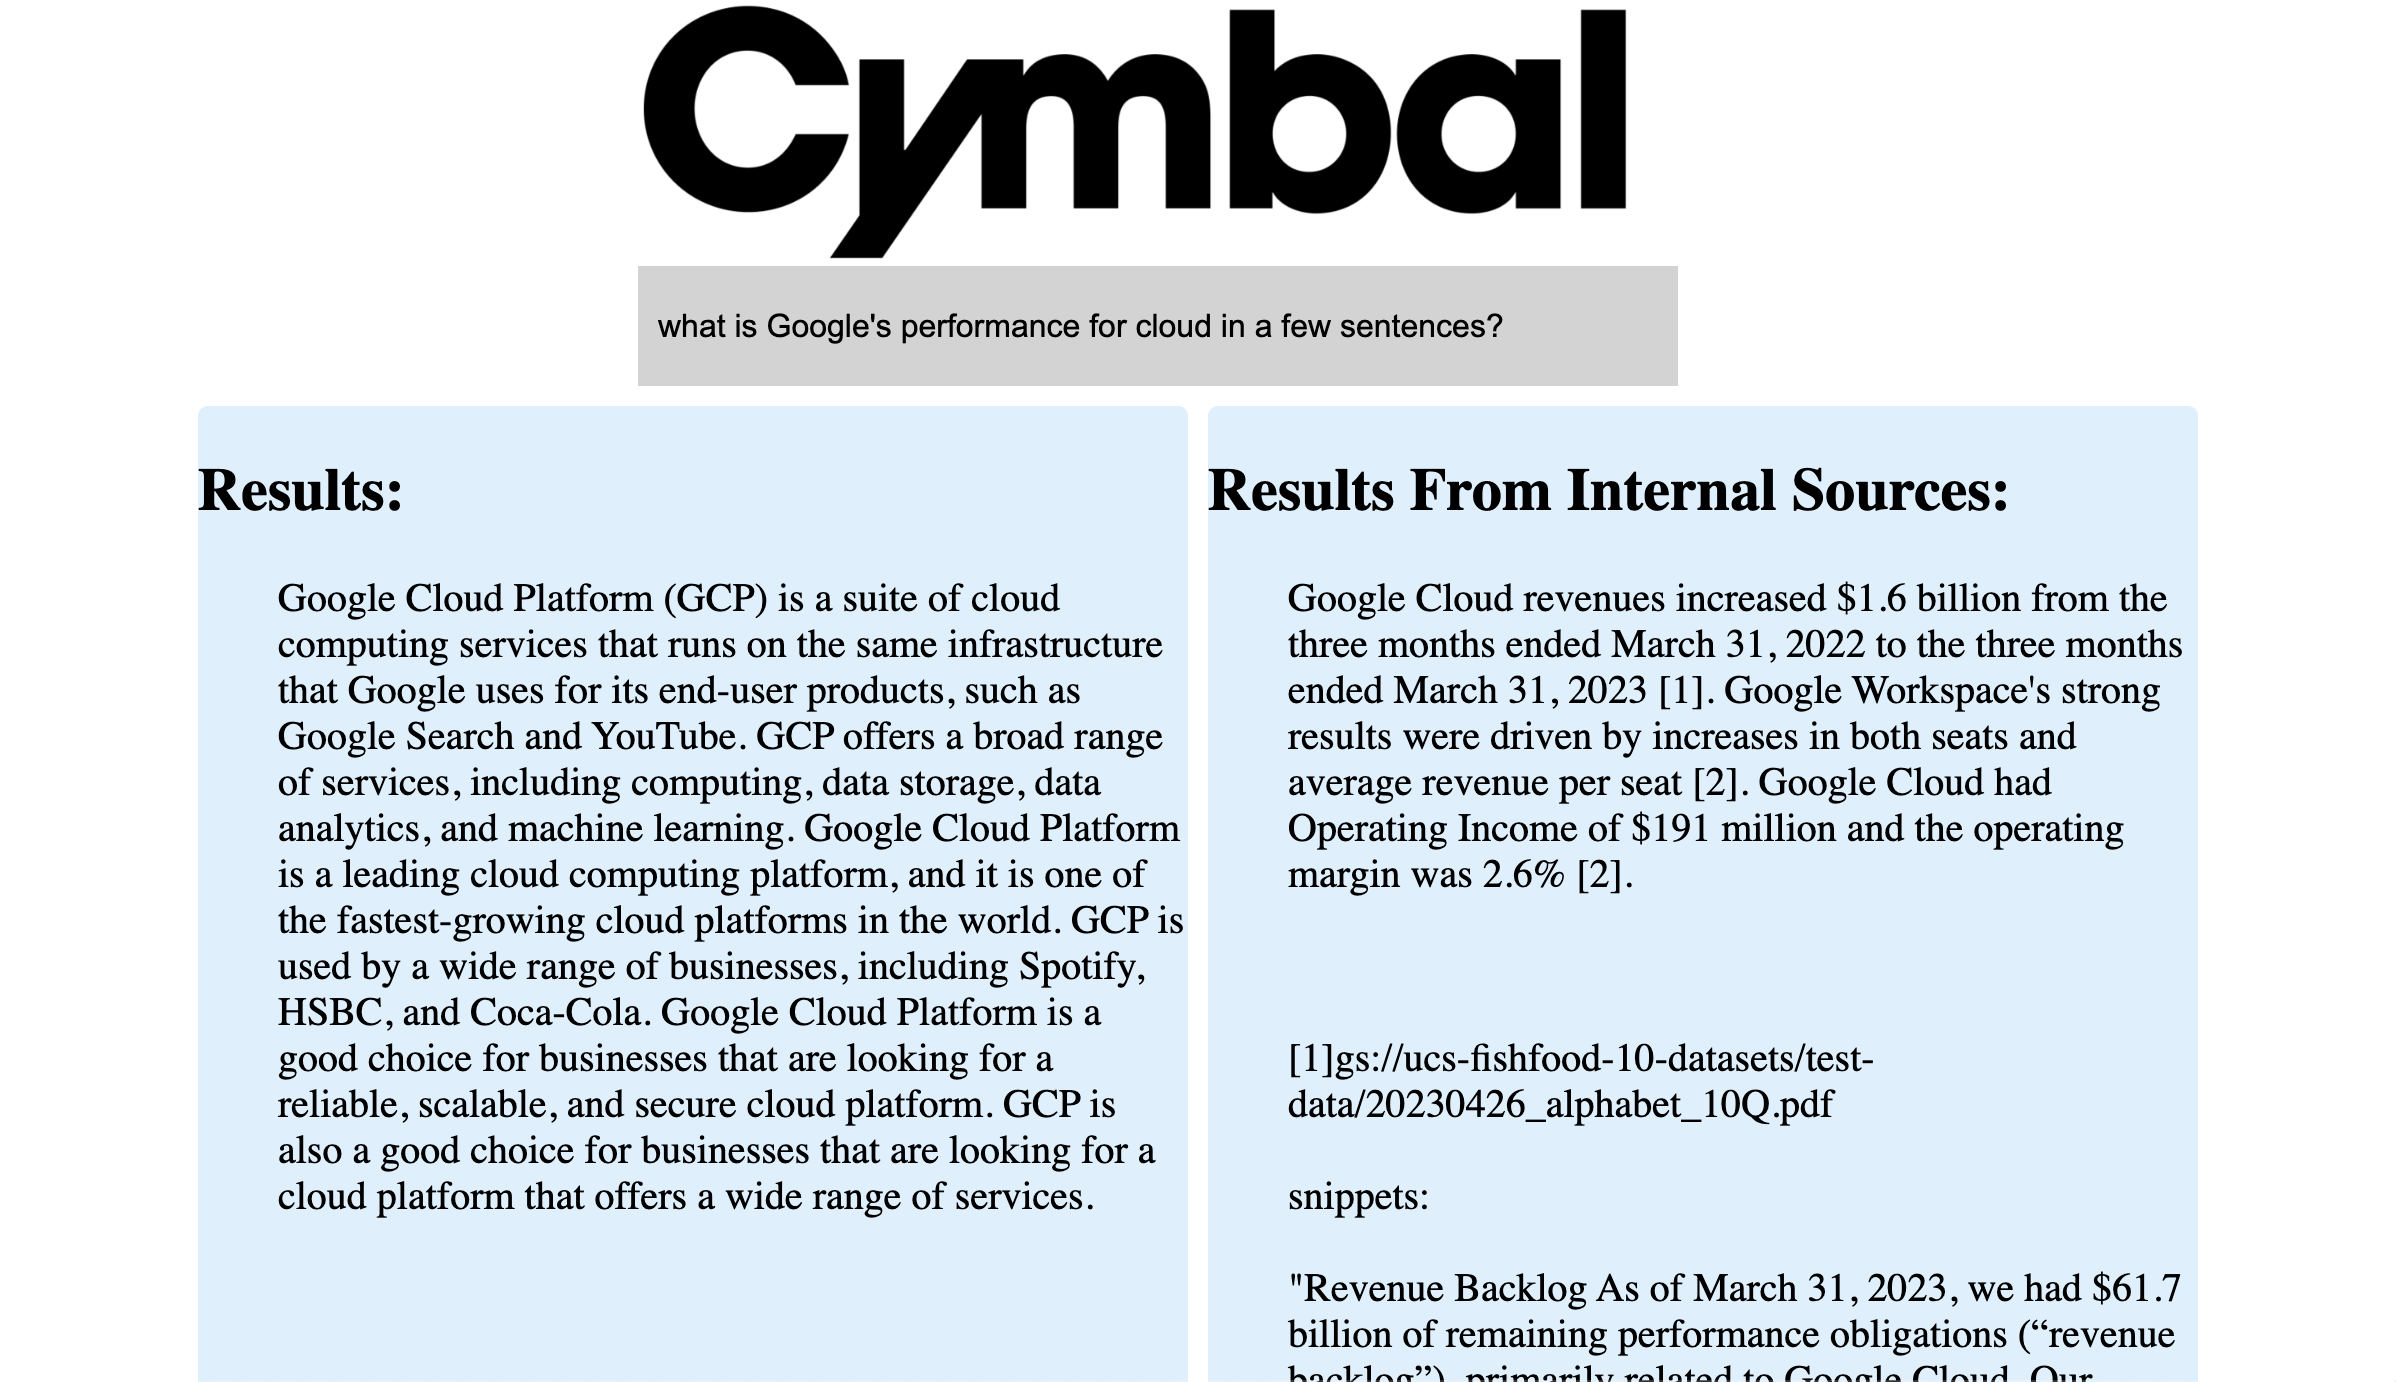 Cymbal
what is Google's performance for cloud in a few sentences?
Results:
Google Cloud Platform (GCP) is a suite of cloud
computing services that runs on the same infrastructure
that Google uses for its end-user products, such as
Google Search and YouTube. GCP offers a broad range
of services, including computing, data storage, data
analytics, and machine learning. Google Cloud Platform
is a leading cloud computing platform, and it is one of
the fastest-growing cloud platforms in the world. GCP is
used by a wide range of businesses, including Spotify,
HSBC, and Coca-Cola. Google Cloud Platform is a
good choice for businesses that are looking for a
reliable, scalable, and secure cloud platform. GCP is
also a good choice for businesses that are looking for a
cloud platform that offers a wide range of services.
Results From Internal Sources:
Google Cloud revenues increased $1.6 billion from the
three months ended March 31, 2022 to the three months
ended March 31, 2023 [1]. Google Workspace's strong
results were driven by increases in both seats and
average revenue per seat [2]. Google Cloud had
Operating Income of $191 million and the operating
margin was 2.6% [2].
[1]gs://ucs-fishfood-10-datasets/test-
data/20230426_alphabet_10Q.pdf
snippets:
"Revenue Backlog As of March 31, 2023, we had $61.7
billion of remaining performance obligations (“revenue
backlog”), primarily related to Google Cloud. Our